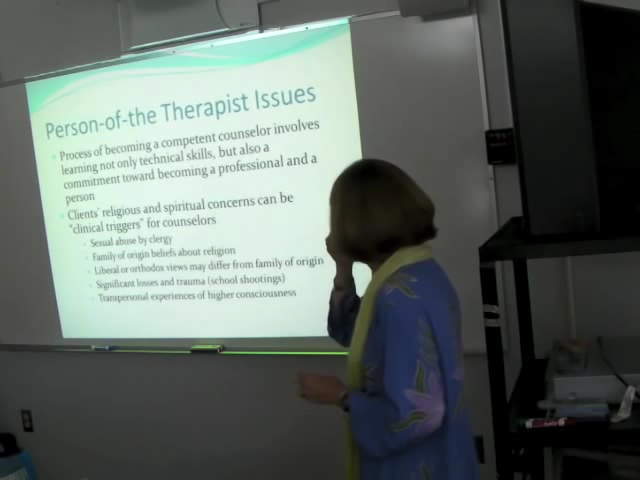 Person-of-the Therapist Issues
Process of becoming a competent counselor involves
learning not only technical skills, but also a
commitment toward becoming a professional and a
person
Clients' religious and spiritual concerns can be
"clinical triggers" for counselors
Sexual abuse by clergy
Family of origin beliefs about religion
Liberal or orthodox views may differ from family of origin
Significant losses and trauma (school shootings)
Transpersonal experiences of higher consciousness